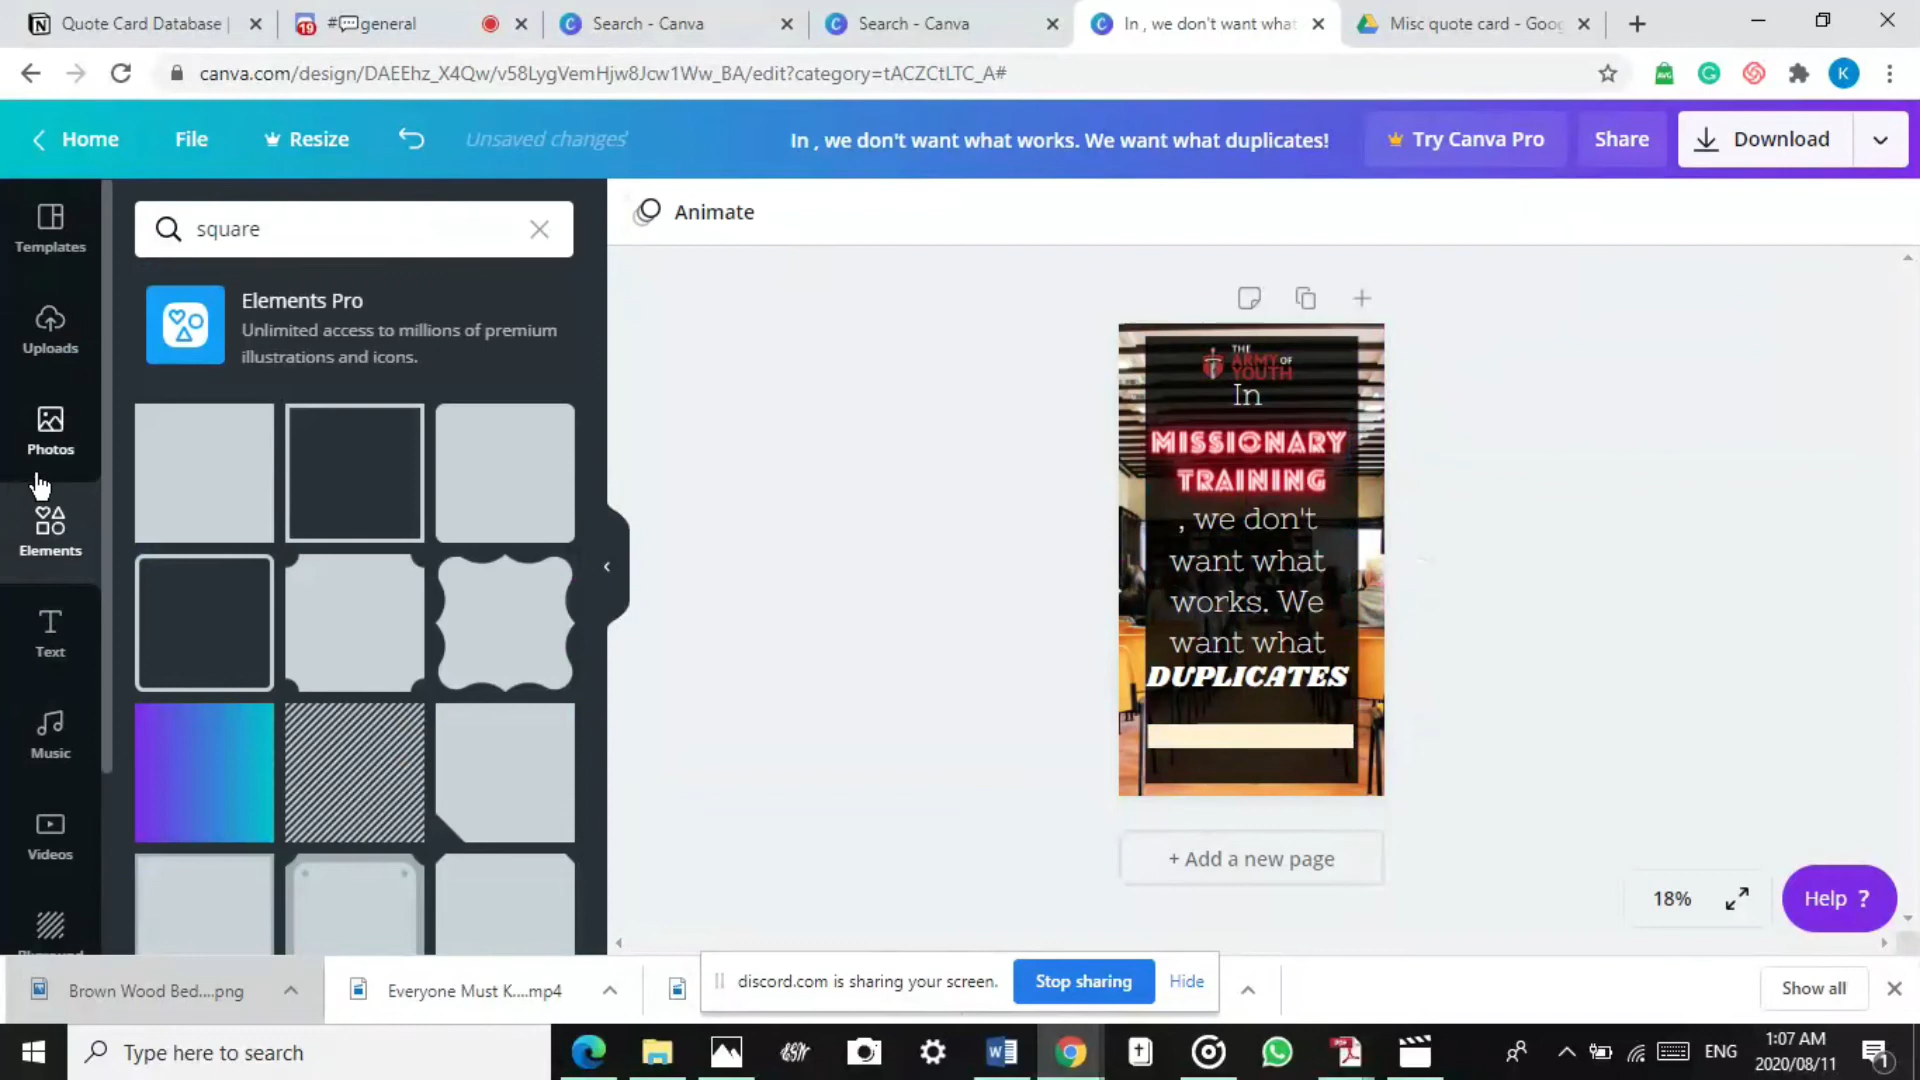 Quote Card Database |
19
#💬general
Search - Canva
Search - Canva
In , we don't want what
Misc quote card - Goog
canva.com/design/DAEEhz_X4Qw/v58LygVemHjw8Jcw1Ww_BA/edit?category=tACZCtLTC_A#
K
Home
File
Resize
Unsaved changes
In , we don't want what works. We want what duplicates!
Try Canva Pro
Share
Download
Templates
Uploads
Photos
Elements
Text
Music
Videos
square
Elements Pro
Unlimited access to millions of premium
illustrations and icons.
Animate
THE
ARMY OF
YOUTH
In
MISSIONARY
TRAINING
, we don't
want what
works. We
want what
DUPLICATES
+ Add a new page
18%
Help ?
Brown Wood Bed....png
Everyone Must K....mp4
discord.com is sharing your screen.
Stop sharing
Hide
Show all
Type here to search
ENG
1:07 AM
2020/08/11
1